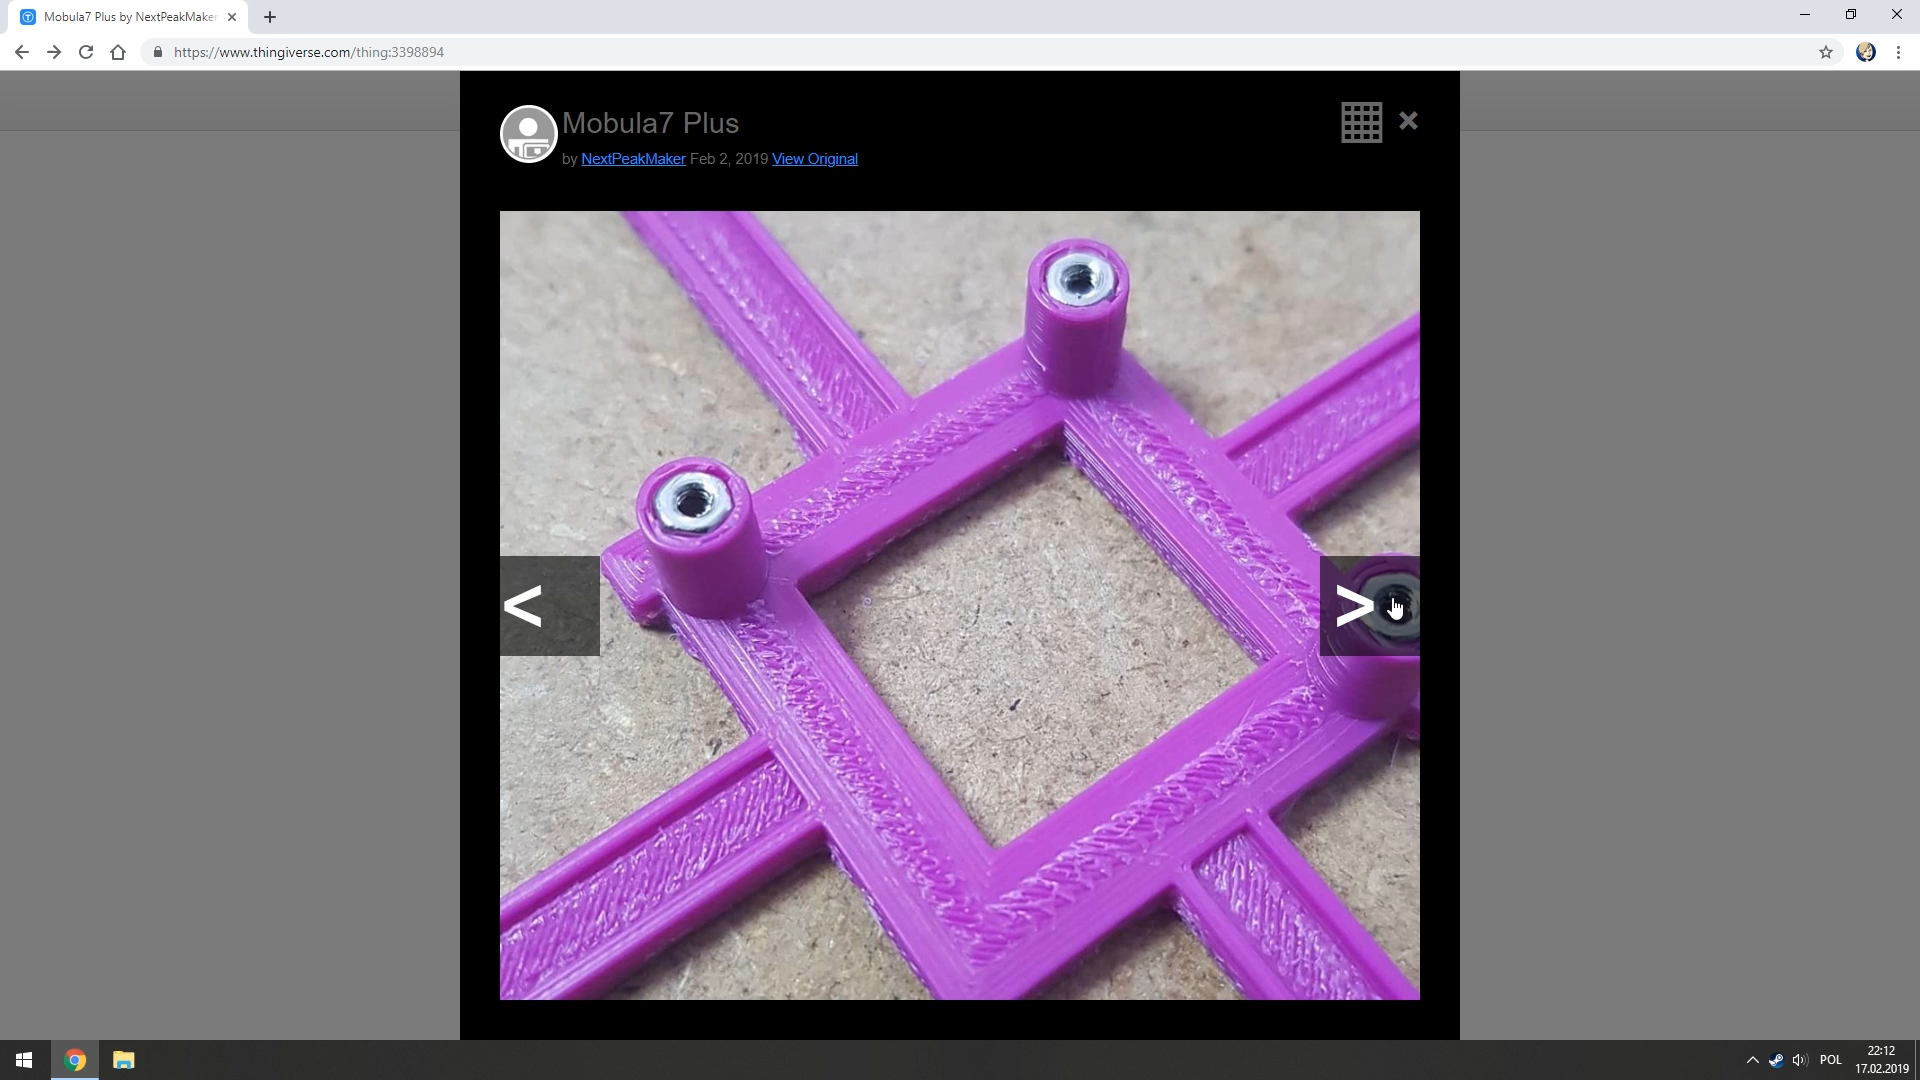 Mobula7 Plus by NextPeakMaker
https://www.thingiverse.com/thing:3398894
Mobula7 Plus
by NextPeakMaker Feb 2, 2019 View Original
< >
POL
22:12
17.02.2019